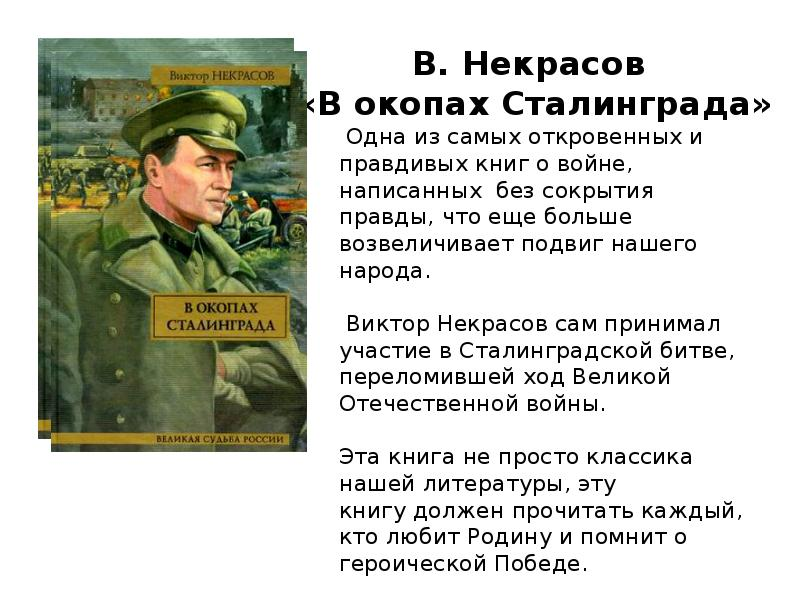 Виктор НЕКРАСОВ
В ОКОПАХ
СТАЛИНГРАДА
ВЕЛИКАЯ СУДЬБА РОССИИ
В. Некрасов
«В окопах Сталинграда»
Одна из самых откровенных и
правдивых книг о войне,
написанных без сокрытия
правды, что еще больше
возвеличивает подвиг нашего
народа.
Виктор Некрасов сам принимал
участие в Сталинградской битве,
переломившей ход Великой
Отечественной войны.
Эта книга не просто классика
нашей литературы, эту
книгу должен прочитать каждый,
кто любит Родину и помнит о
героической Победе.